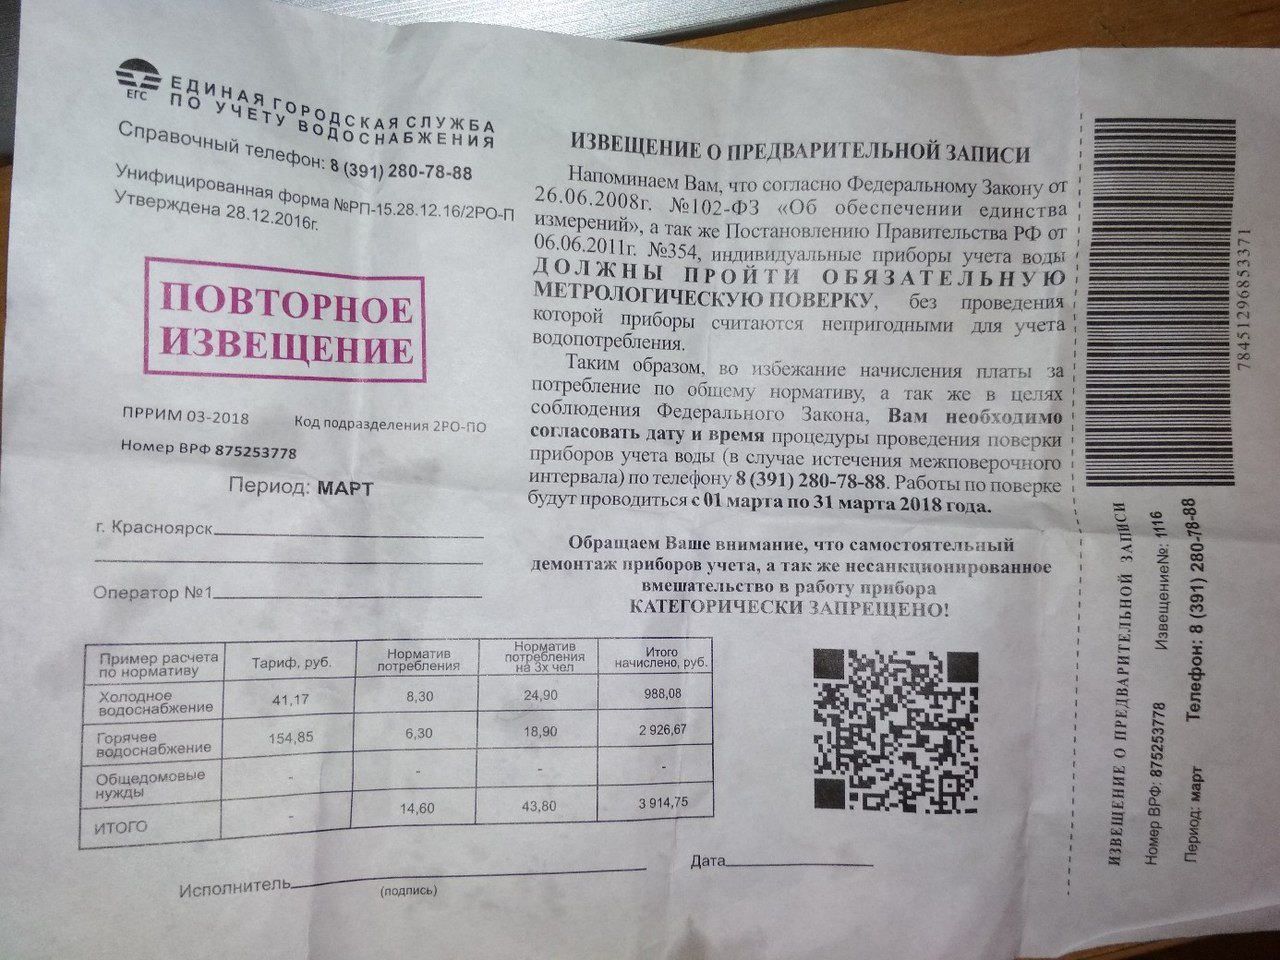 ЕГС
ЕДИНАЯ ГОРОДСКАЯ СЛУЖБА
ПО УЧЕТУ ВОДОСНАБЖЕНИЯ
Справочный телефон: 8 (391) 280-78-88
Унифицированная форма №РП-15.28.12.16/2РО-П
Утверждена 28.12.2016г.
ПОВТОРНОЕ
ИЗВЕЩЕНИЕ
ПРРИМ 03-2018 Код подразделения 2РО-ПО
Номер ВРФ 875253778
Период: МАРТ
г. Красноярск
Оператор №1
ИЗВЕЩЕНИЕ О ПРЕДВАРИТЕЛЬНОЙ ЗАПИСИ
Напоминаем Вам, что согласно Федеральному Закону от
26.06.2008г. №102-ФЗ «Об обеспечении единства
измерений», а так же Постановлению Правительства РФ от
06.06.2011г. №354, индивидуальные приборы учета воды
ДОЛЖНЫ ПРОЙТИ ОБЯЗАТЕЛЬНУЮ
МЕТРОЛОГИЧЕСКУЮ ПОВЕРКУ, без проведения
которой приборы считаются непригодными для учета
водопотребления.
Таким образом, во избежание начисления платы за
потребление по общему нормативу, а так же в целях
соблюдения Федерального Закона, Вам необходимо
согласовать дату и время процедуры проведения поверки
приборов учета воды (в случае истечения межповерочного
интервала) по телефону 8 (391) 280-78-88. Работы по поверке
будут проводиться с 01 марта по 31 марта 2018 года.
Обращаем Ваше внимание, что самостоятельный
демонтаж приборов учета, а так же несанкционированное
вмешательство в работу прибора
КАТЕГОРИЧЕСКИ ЗАПРЕЩЕНО!
Пример расчета по нормативу Тариф, руб. Норматив потребления Норматив потребления на 3х чел Итого начислено, руб.
Холодное водоснабжение 41,17 8,30 24,90 988,08
Горячее водоснабжение 154,85 6,30 18,90 2 926,67
Общедомовые нужды - - - -
ИТОГО - 14,60 43,80 3 914,75
Исполнитель Дата
(подпись)
7845129685З371
ИЗВЕЩЕНИЕ О ПРЕДВАРИТЕЛЬНОЙ ЗАПИСИ
Номер ВРФ: 875253778 Извещение№: 1116
Период: март Телефон: 8 (391) 280-78-88